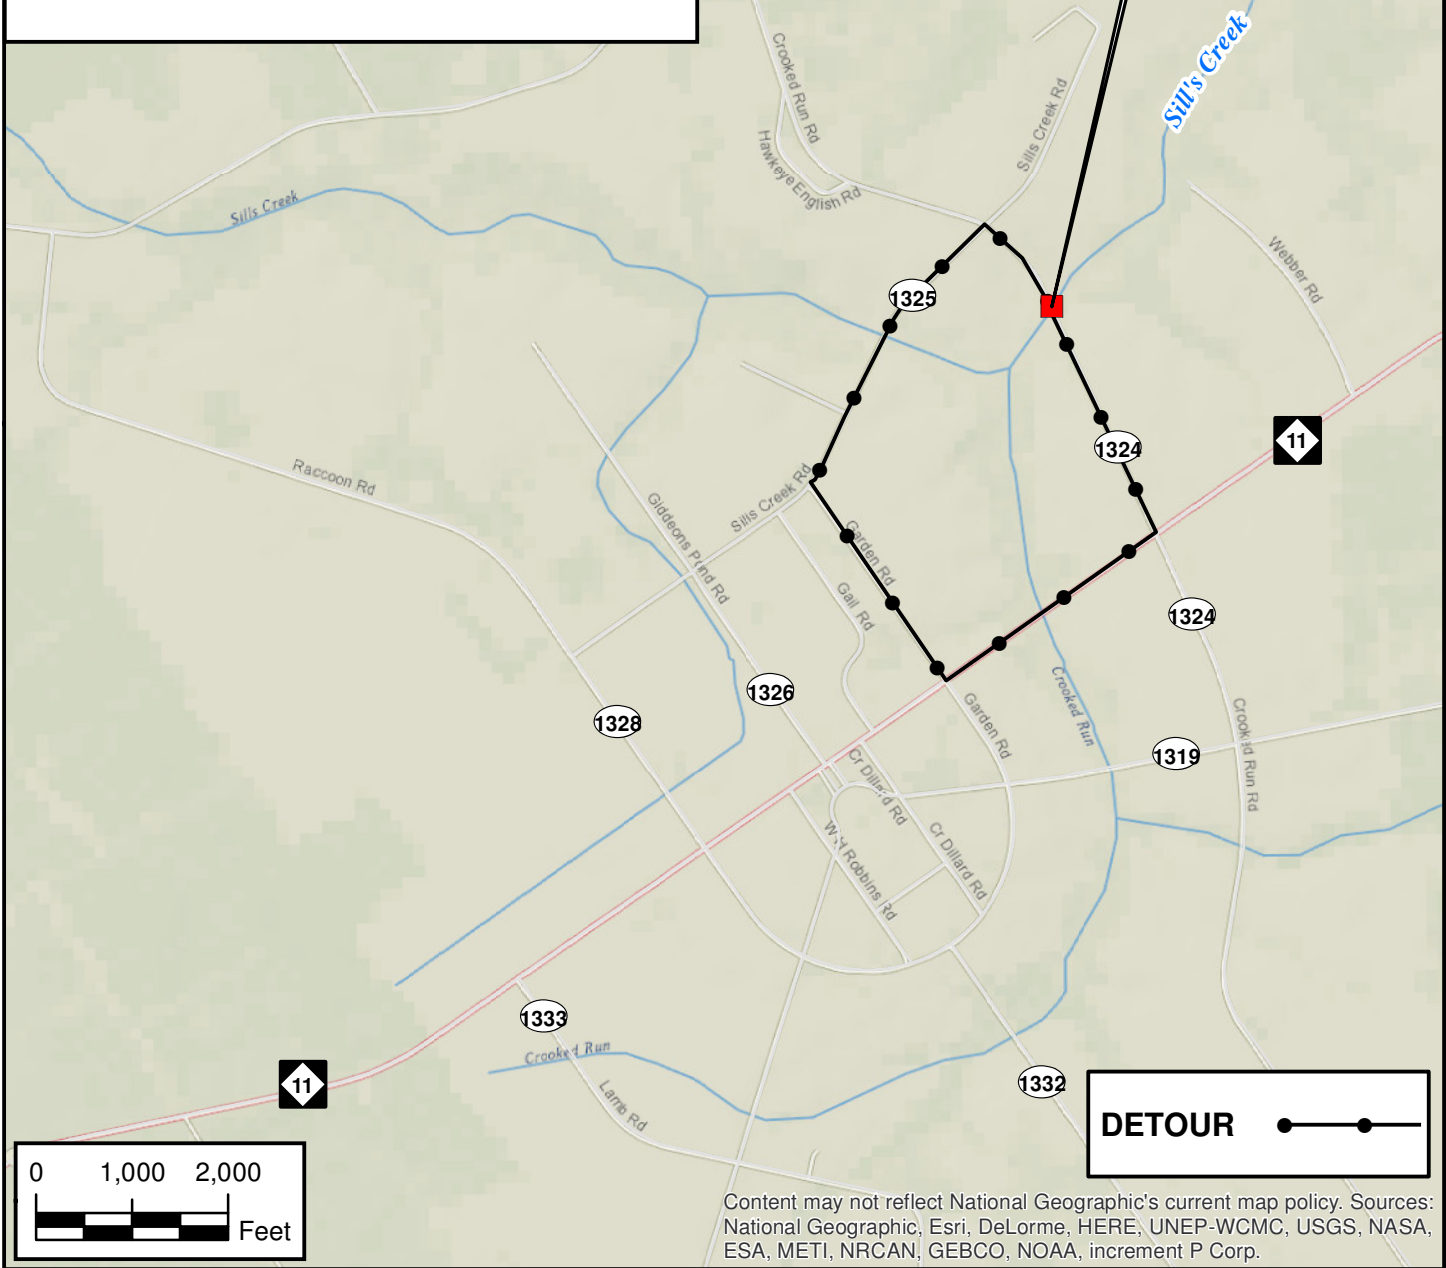 Sill's Creek
Crooked Run Rd
Sills Creek Rd
Hawkeye English Rd
Sills Creek
Webber Rd
1325
1324
11
Raccoon Rd
Sills Creek Rd
Giddeons Pond Rd
Garden Rd
Gail Rd
1324
1326
1328
Crooked Run
Garden Rd
1319
Crooked Run Rd
Cr Dillard Rd
Cr Dillard Rd
W H Robbins Rd
1333
Crooked Run
11
Lamb Rd
1332
DETOUR
0 1,000 2,000
Feet
Content may not reflect National Geographic's current map policy. Sources:
National Geographic, Esri, DeLorme, HERE, UNEP-WCMC, USGS, NASA,
ESA, METI, NRCAN, GEBCO, NOAA, increment P Corp.